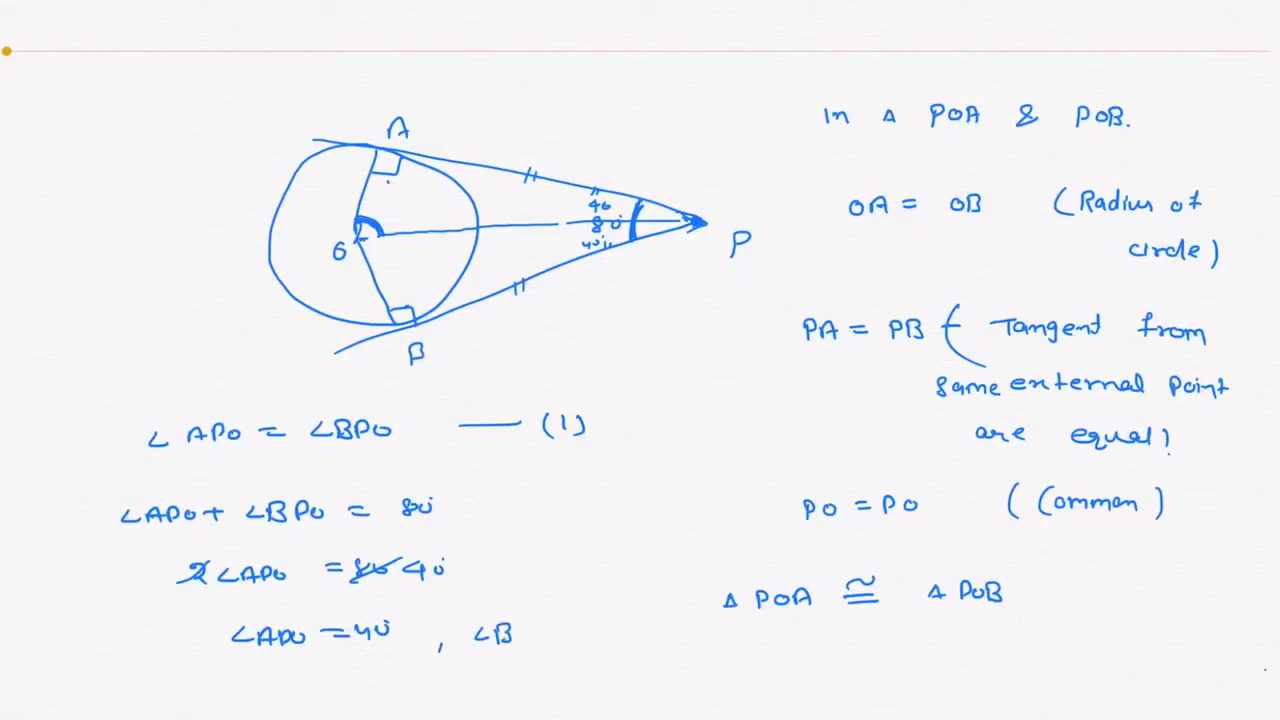 A
40
80°
40°
6
P
B
∠APO = ∠BPO —— (1)
∠APO + ∠BPO = 80°
2∠APO = 80 40°
∠APO = 40° , ∠B
In Δ POA & POB.
OA = OB (Radius of
circle)
PA = PB ( Tangent from
same external point
are equal)
PO = PO (Common)
Δ POA ≅ Δ POB